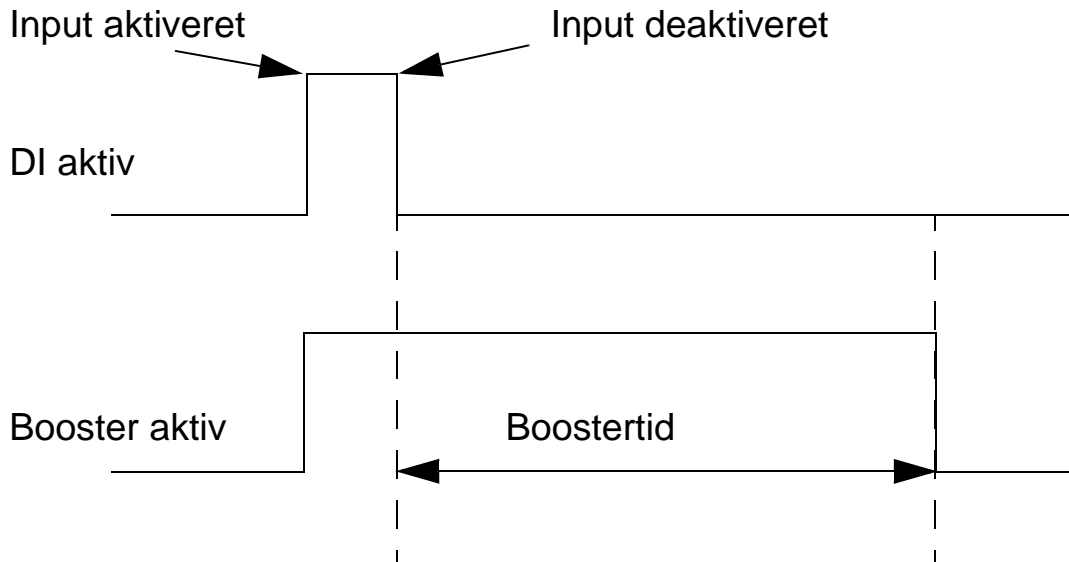 Input aktiveret
Input deaktiveret
DI aktiv
Booster aktiv
Boostertid